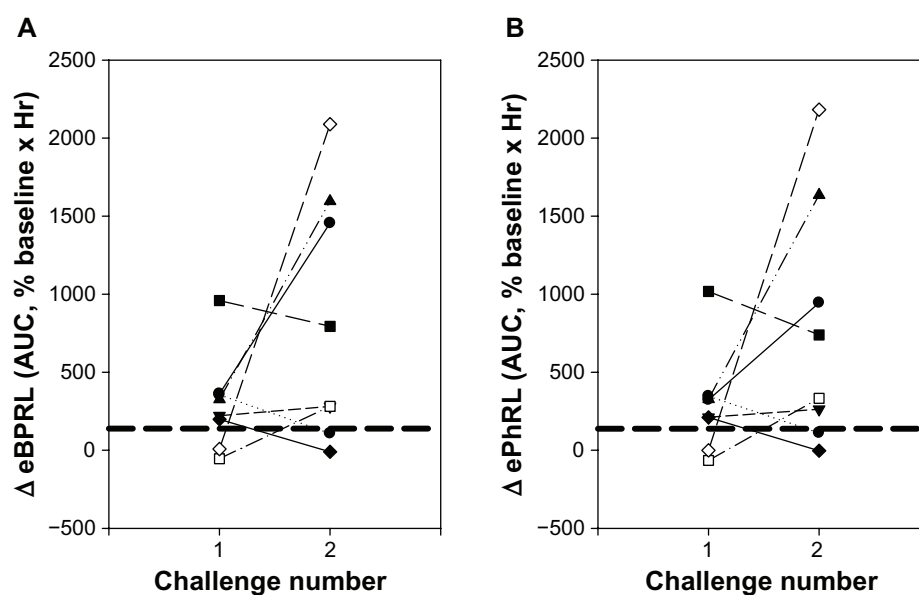 A
Δ eBPRL (AUC, % baseline x Hr)
2500
2000
1500
1000
500
0
−500
1 2
Challenge number
B
Δ ePhRL (AUC, % baseline x Hr)
2500
2000
1500
1000
500
0
−500
1 2
Challenge number